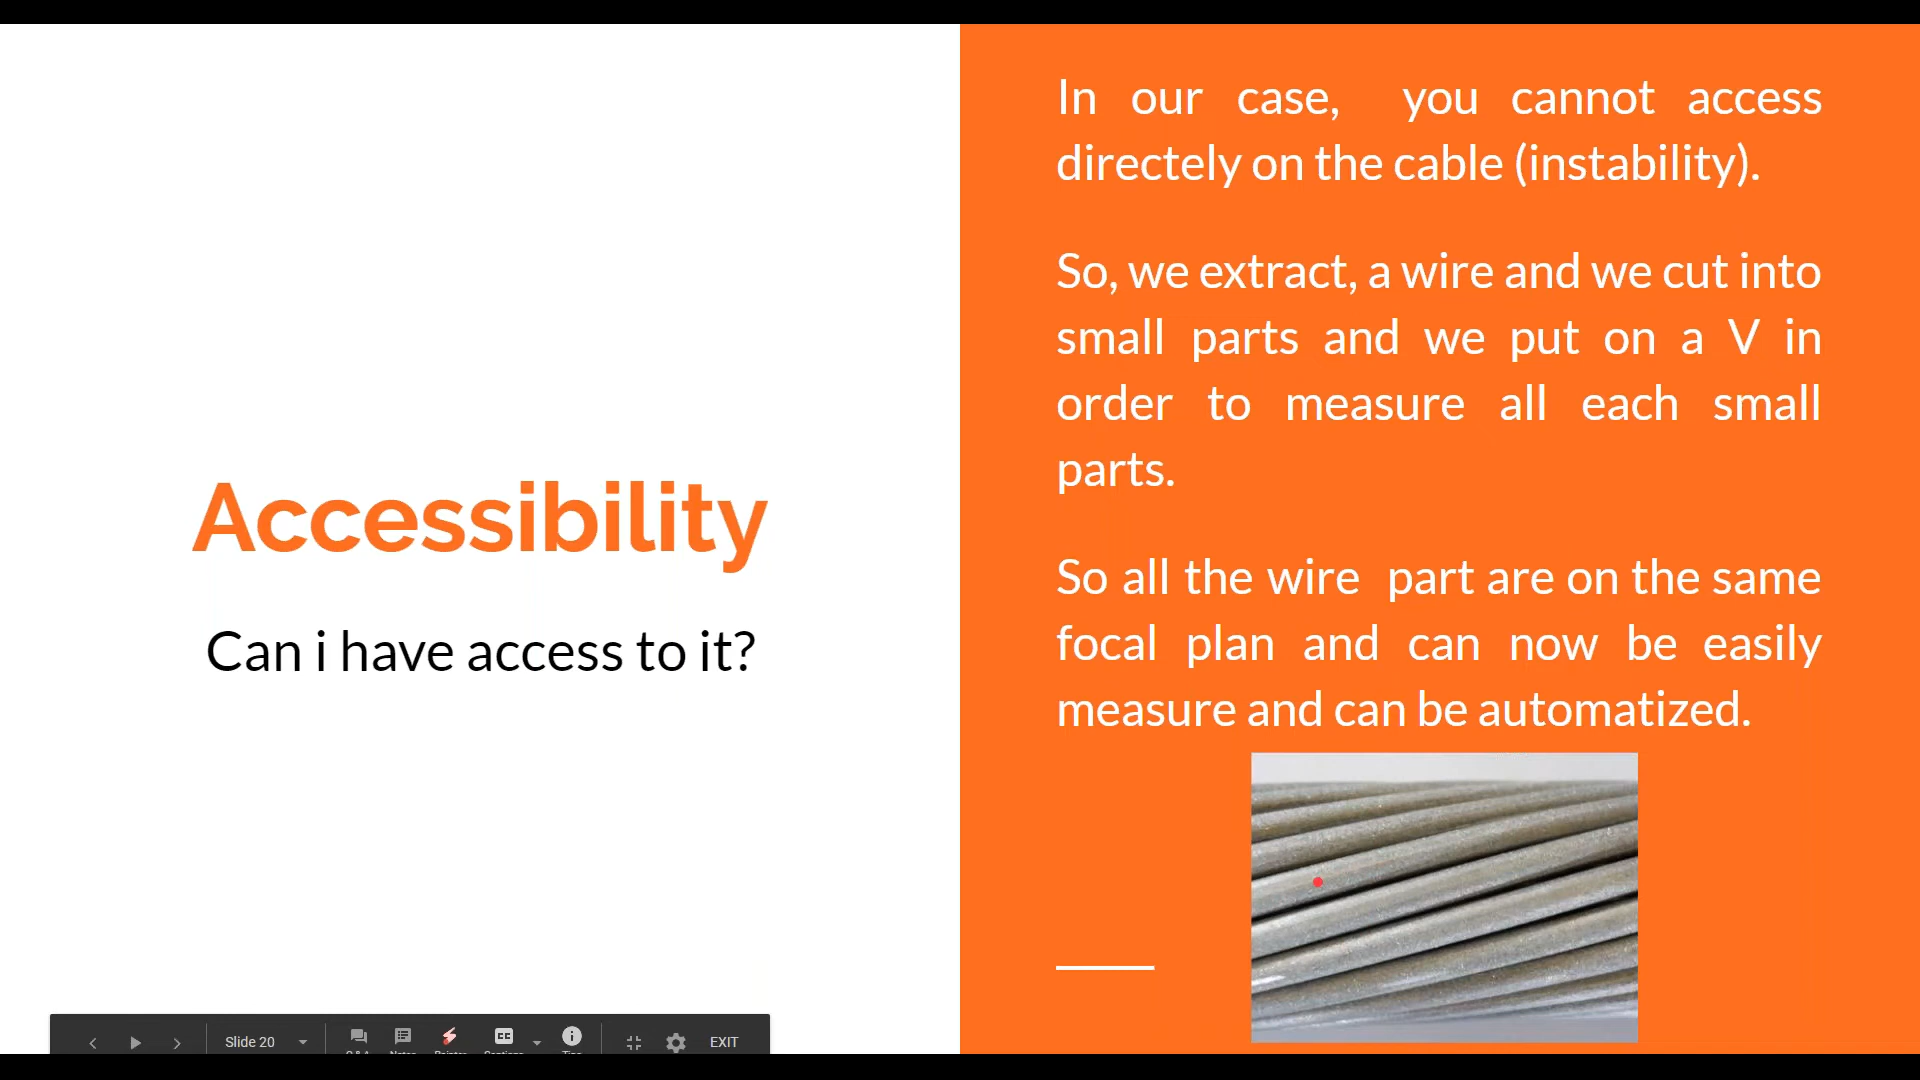 Accessibility
Can i have access to it?
In our case, you cannot access
directely on the cable (instability).
So, we extract, a wire and we cut into
small parts and we put on a V in
order to measure all each small
parts.
So all the wire part are on the same
focal plan and can now be easily
measure and can be automatized.
Slide 20
CC
EXIT